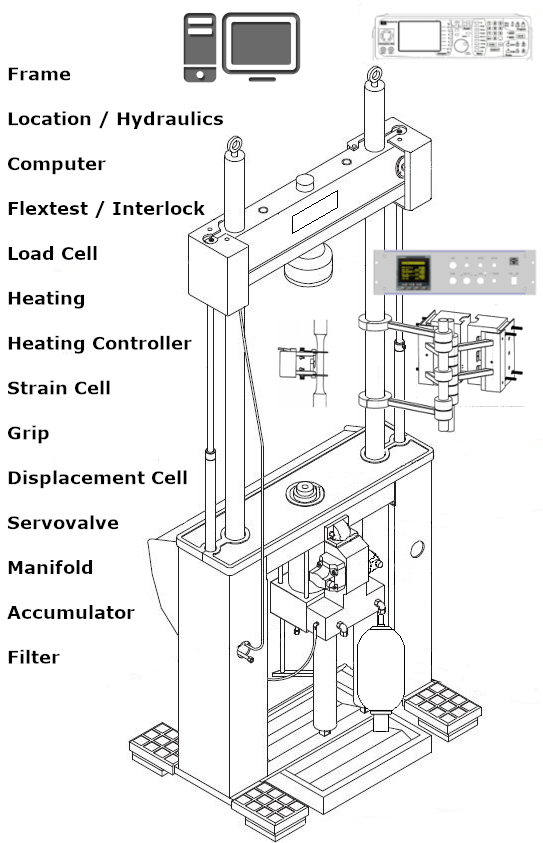 Frame
Location / Hydraulics
Computer
Flextest / Interlock
Load Cell
Heating
Heating Controller
Strain Cell
Grip
Displacement Cell
Servovalve
Manifold
Accumulator
Filter